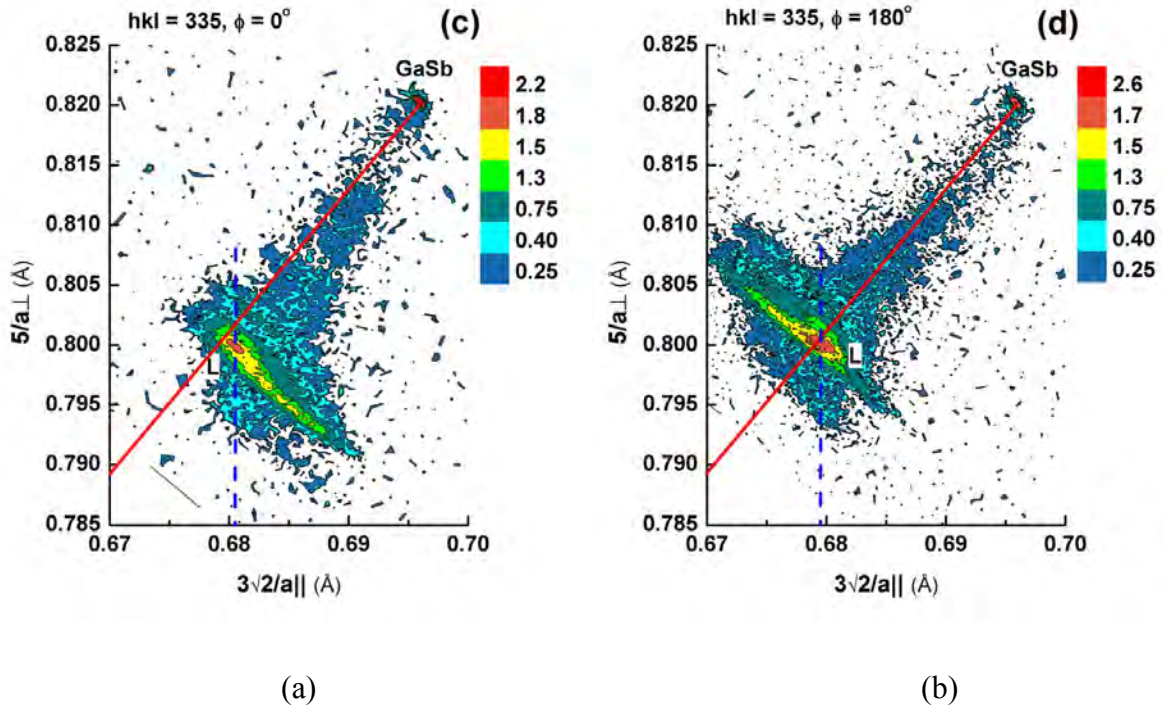 hkl = 335, ϕ = 0°
(c)
GaSb
2.2
1.8
1.5
1.3
0.75
0.40
0.25
L
0.825
0.820
0.815
0.810
0.805
0.800
0.795
0.790
0.785
5/a⊥ (Å)
0.67 0.68 0.69 0.70
3√2/a|| (Å)
(a)
hkl = 335, ϕ = 180°
(d)
GaSb
2.6
1.7
1.5
1.3
0.75
0.40
0.25
L
0.825
0.820
0.815
0.810
0.805
0.800
0.795
0.790
0.785
5/a⊥ (Å)
0.67 0.68 0.69 0.70
3√2/a|| (Å)
(b)